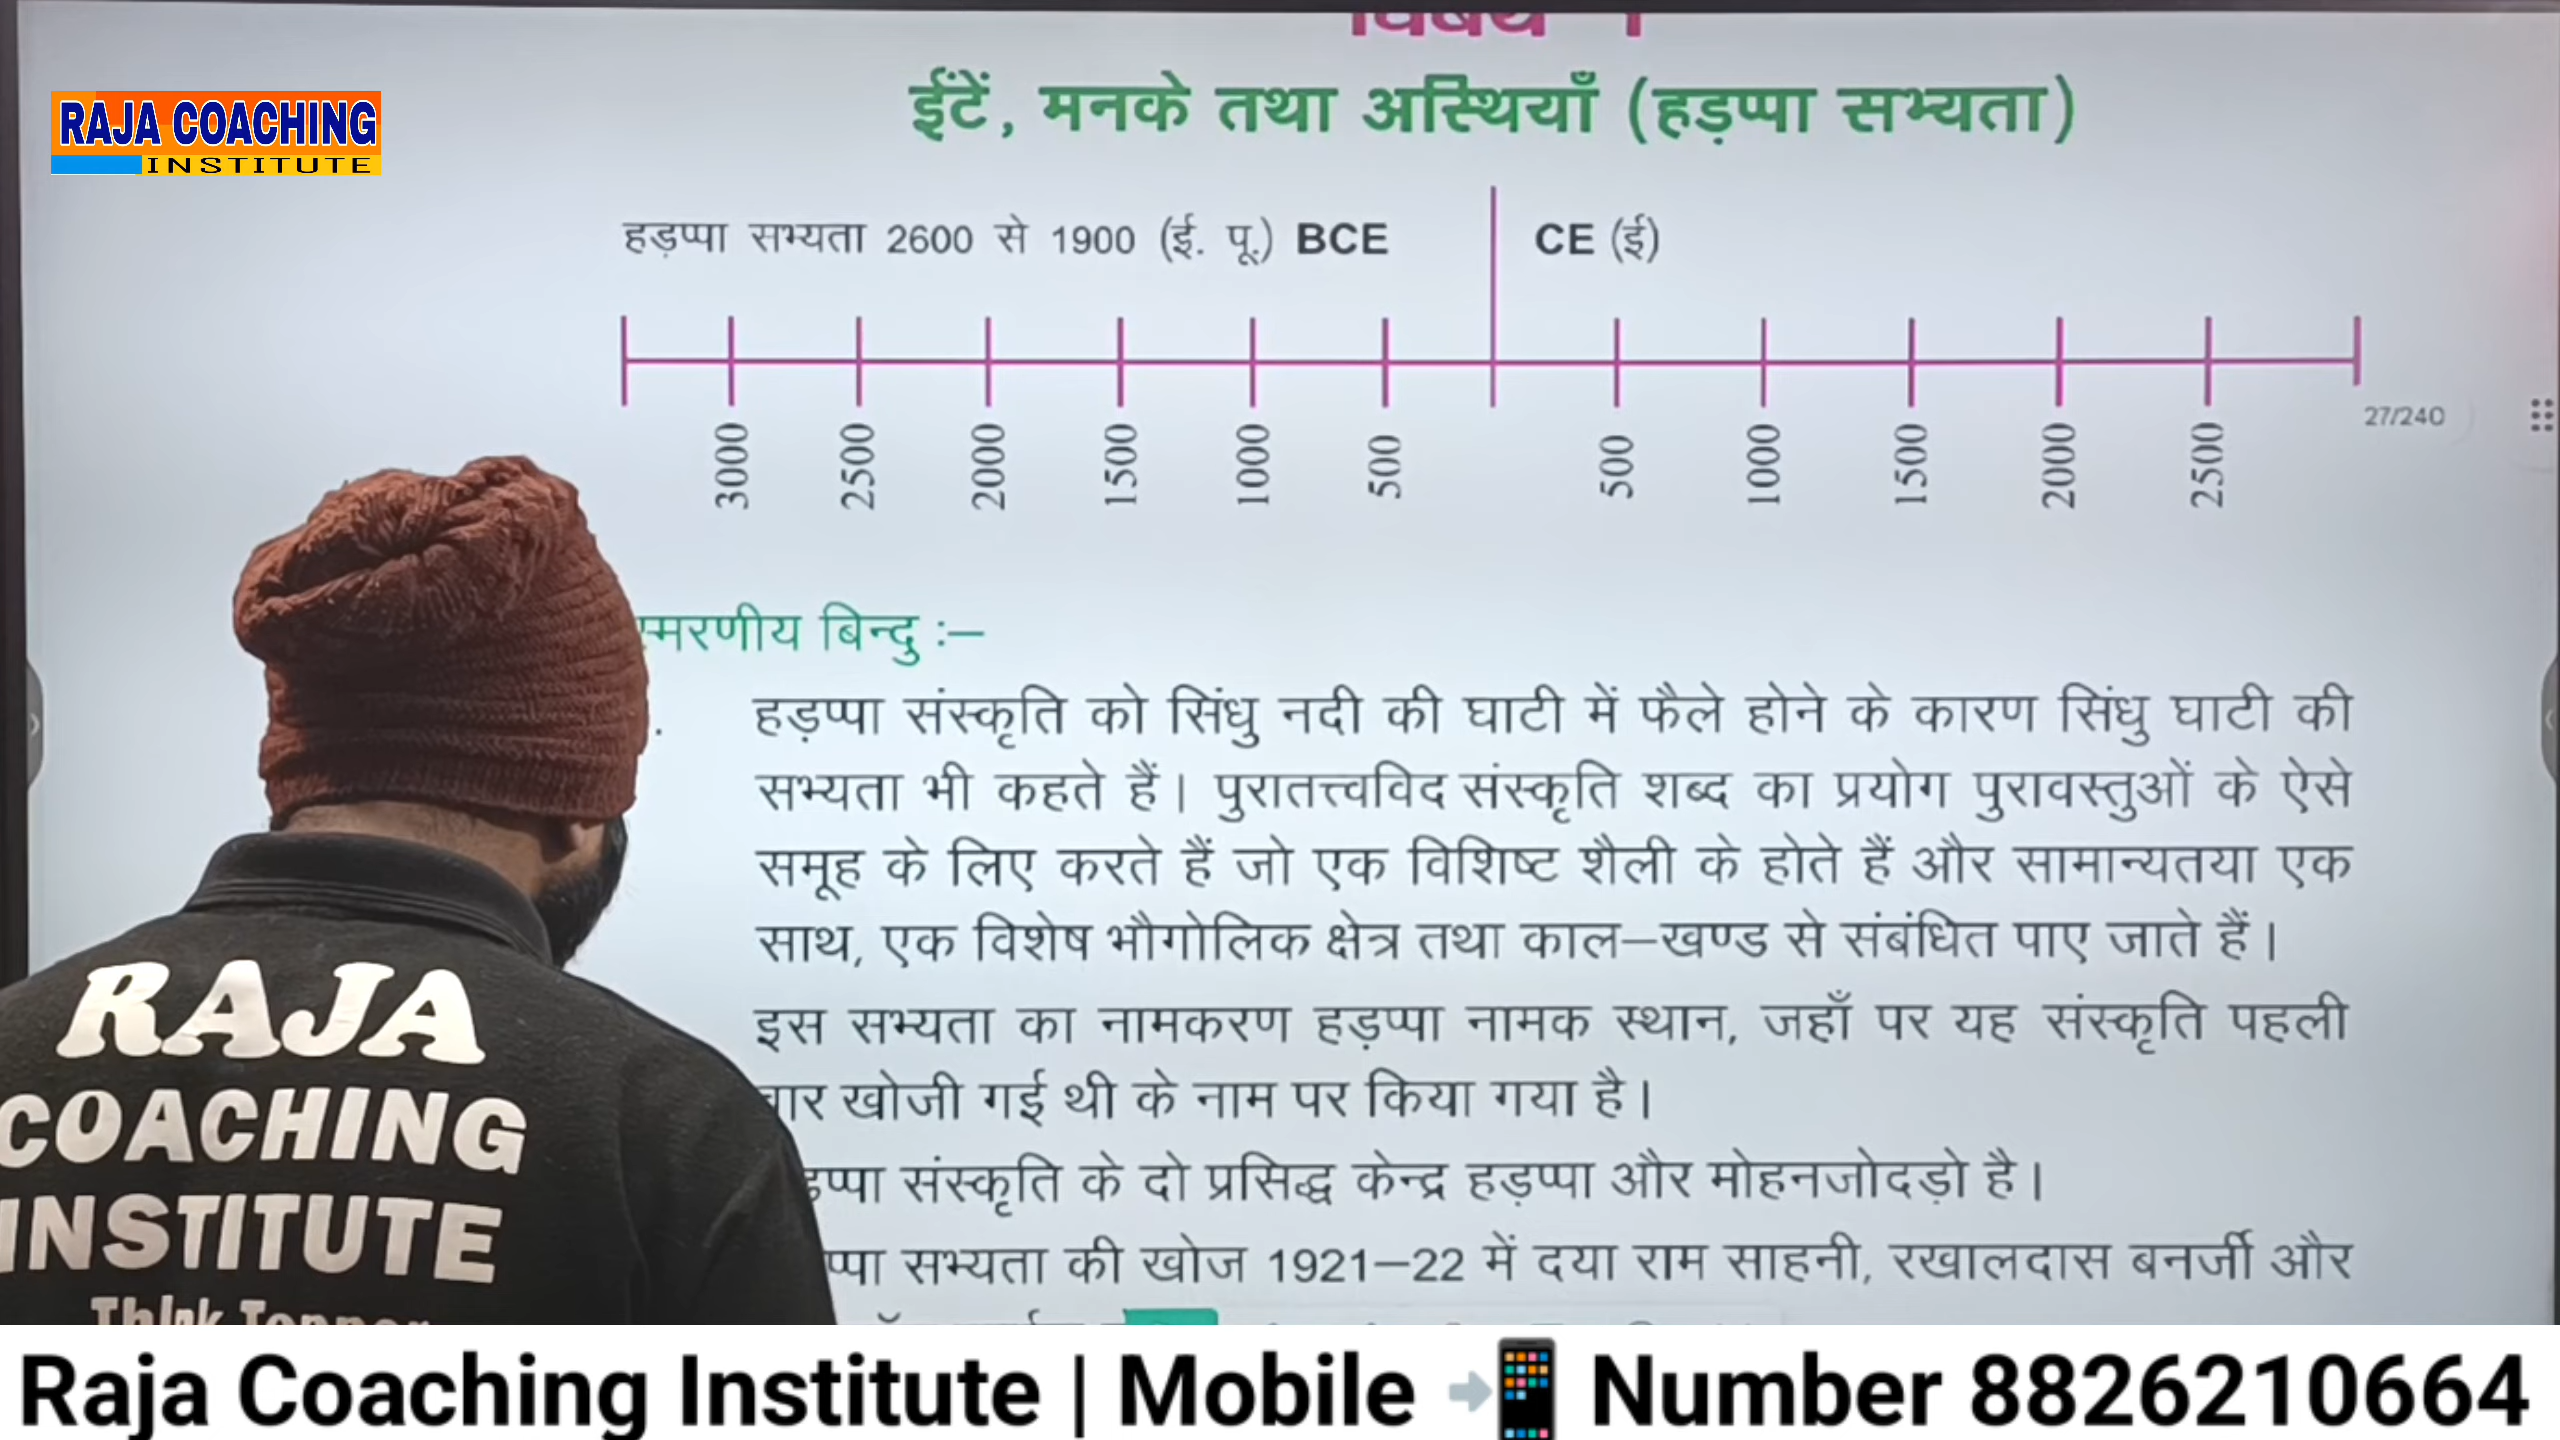 RAJA COACHING
INSTITUTE
ईंटें, मनके तथा अस्थियाँ (हड़प्पा सभ्यता)
हड़प्पा सभ्यता 2600 से 1900 (ई. पू.) BCE CE (ई)
3000 2500 2000 1500 1000 500 500 1000 1500 2000 2500
27/240
स्मरणीय बिन्दु :–
हड़प्पा संस्कृति को सिंधु नदी की घाटी में फैले होने के कारण सिंधु घाटी की
सभ्यता भी कहते हैं। पुरातत्त्वविद संस्कृति शब्द का प्रयोग पुरावस्तुओं के ऐसे
समूह के लिए करते हैं जो एक विशिष्ट शैली के होते हैं और सामान्यतया एक
साथ, एक विशेष भौगोलिक क्षेत्र तथा काल–खण्ड से संबंधित पाए जाते हैं।
इस सभ्यता का नामकरण हड़प्पा नामक स्थान, जहाँ पर यह संस्कृति पहली
बार खोजी गई थी के नाम पर किया गया है।
संस्कृति के दो प्रसिद्ध केन्द्र हड़प्पा और मोहनजोदड़ो है।
सभ्यता की खोज 1921–22 में दया राम साहनी, रखालदास बनर्जी और
RAJA
COACHING
INSTITUTE
Think Topper
Raja Coaching Institute | Mobile Number 8826210664